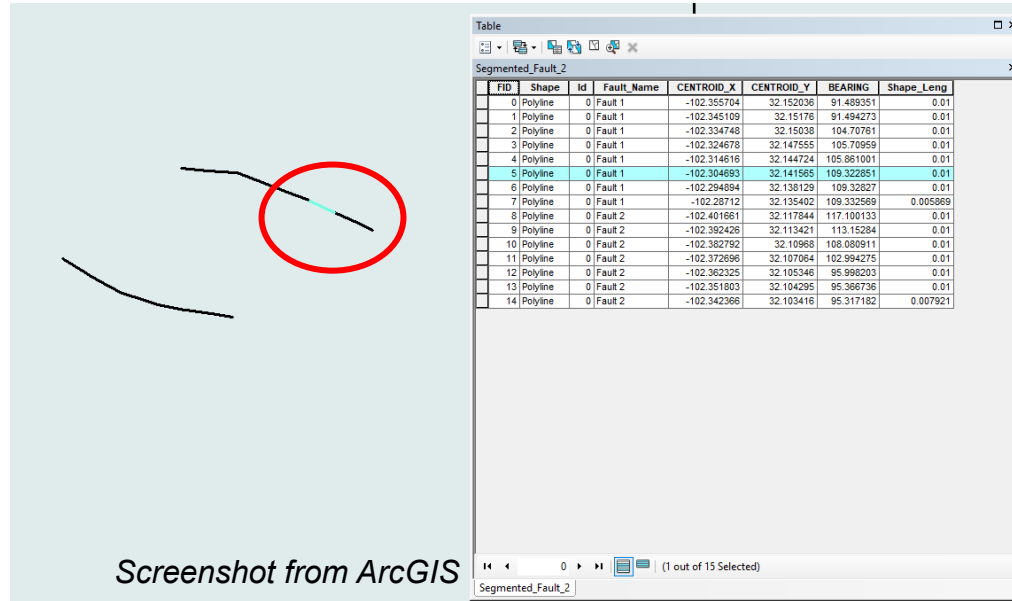 Table
Segmented_Fault_2
FID Shape Id Fault_Name CENTROID_X CENTROID_Y BEARING Shape_Leng
0 Polyline 0 Fault 1 -102.355704 32.152036 91.489351 0.01
1 Polyline 0 Fault 1 -102.345109 32.15176 91.494273 0.01
2 Polyline 0 Fault 1 -102.334748 32.15038 104.70761 0.01
3 Polyline 0 Fault 1 -102.324678 32.147555 105.70959 0.01
4 Polyline 0 Fault 1 -102.314616 32.144724 105.861001 0.01
5 Polyline 0 Fault 1 -102.304693 32.141565 109.322851 0.01
6 Polyline 0 Fault 1 -102.294894 32.138129 109.32827 0.01
7 Polyline 0 Fault 1 -102.28712 32.135402 109.332569 0.005869
8 Polyline 0 Fault 2 -102.401661 32.117844 117.100133 0.01
9 Polyline 0 Fault 2 -102.392426 32.113421 113.15284 0.01
10 Polyline 0 Fault 2 -102.382792 32.10968 108.080911 0.01
11 Polyline 0 Fault 2 -102.372696 32.107064 102.994275 0.01
12 Polyline 0 Fault 2 -102.362325 32.105346 95.998203 0.01
13 Polyline 0 Fault 2 -102.351803 32.104295 95.366736 0.01
14 Polyline 0 Fault 2 -102.342366 32.103416 95.317182 0.007921
Screenshot from ArcGIS
0 (1 out of 15 Selected)
Segmented_Fault_2